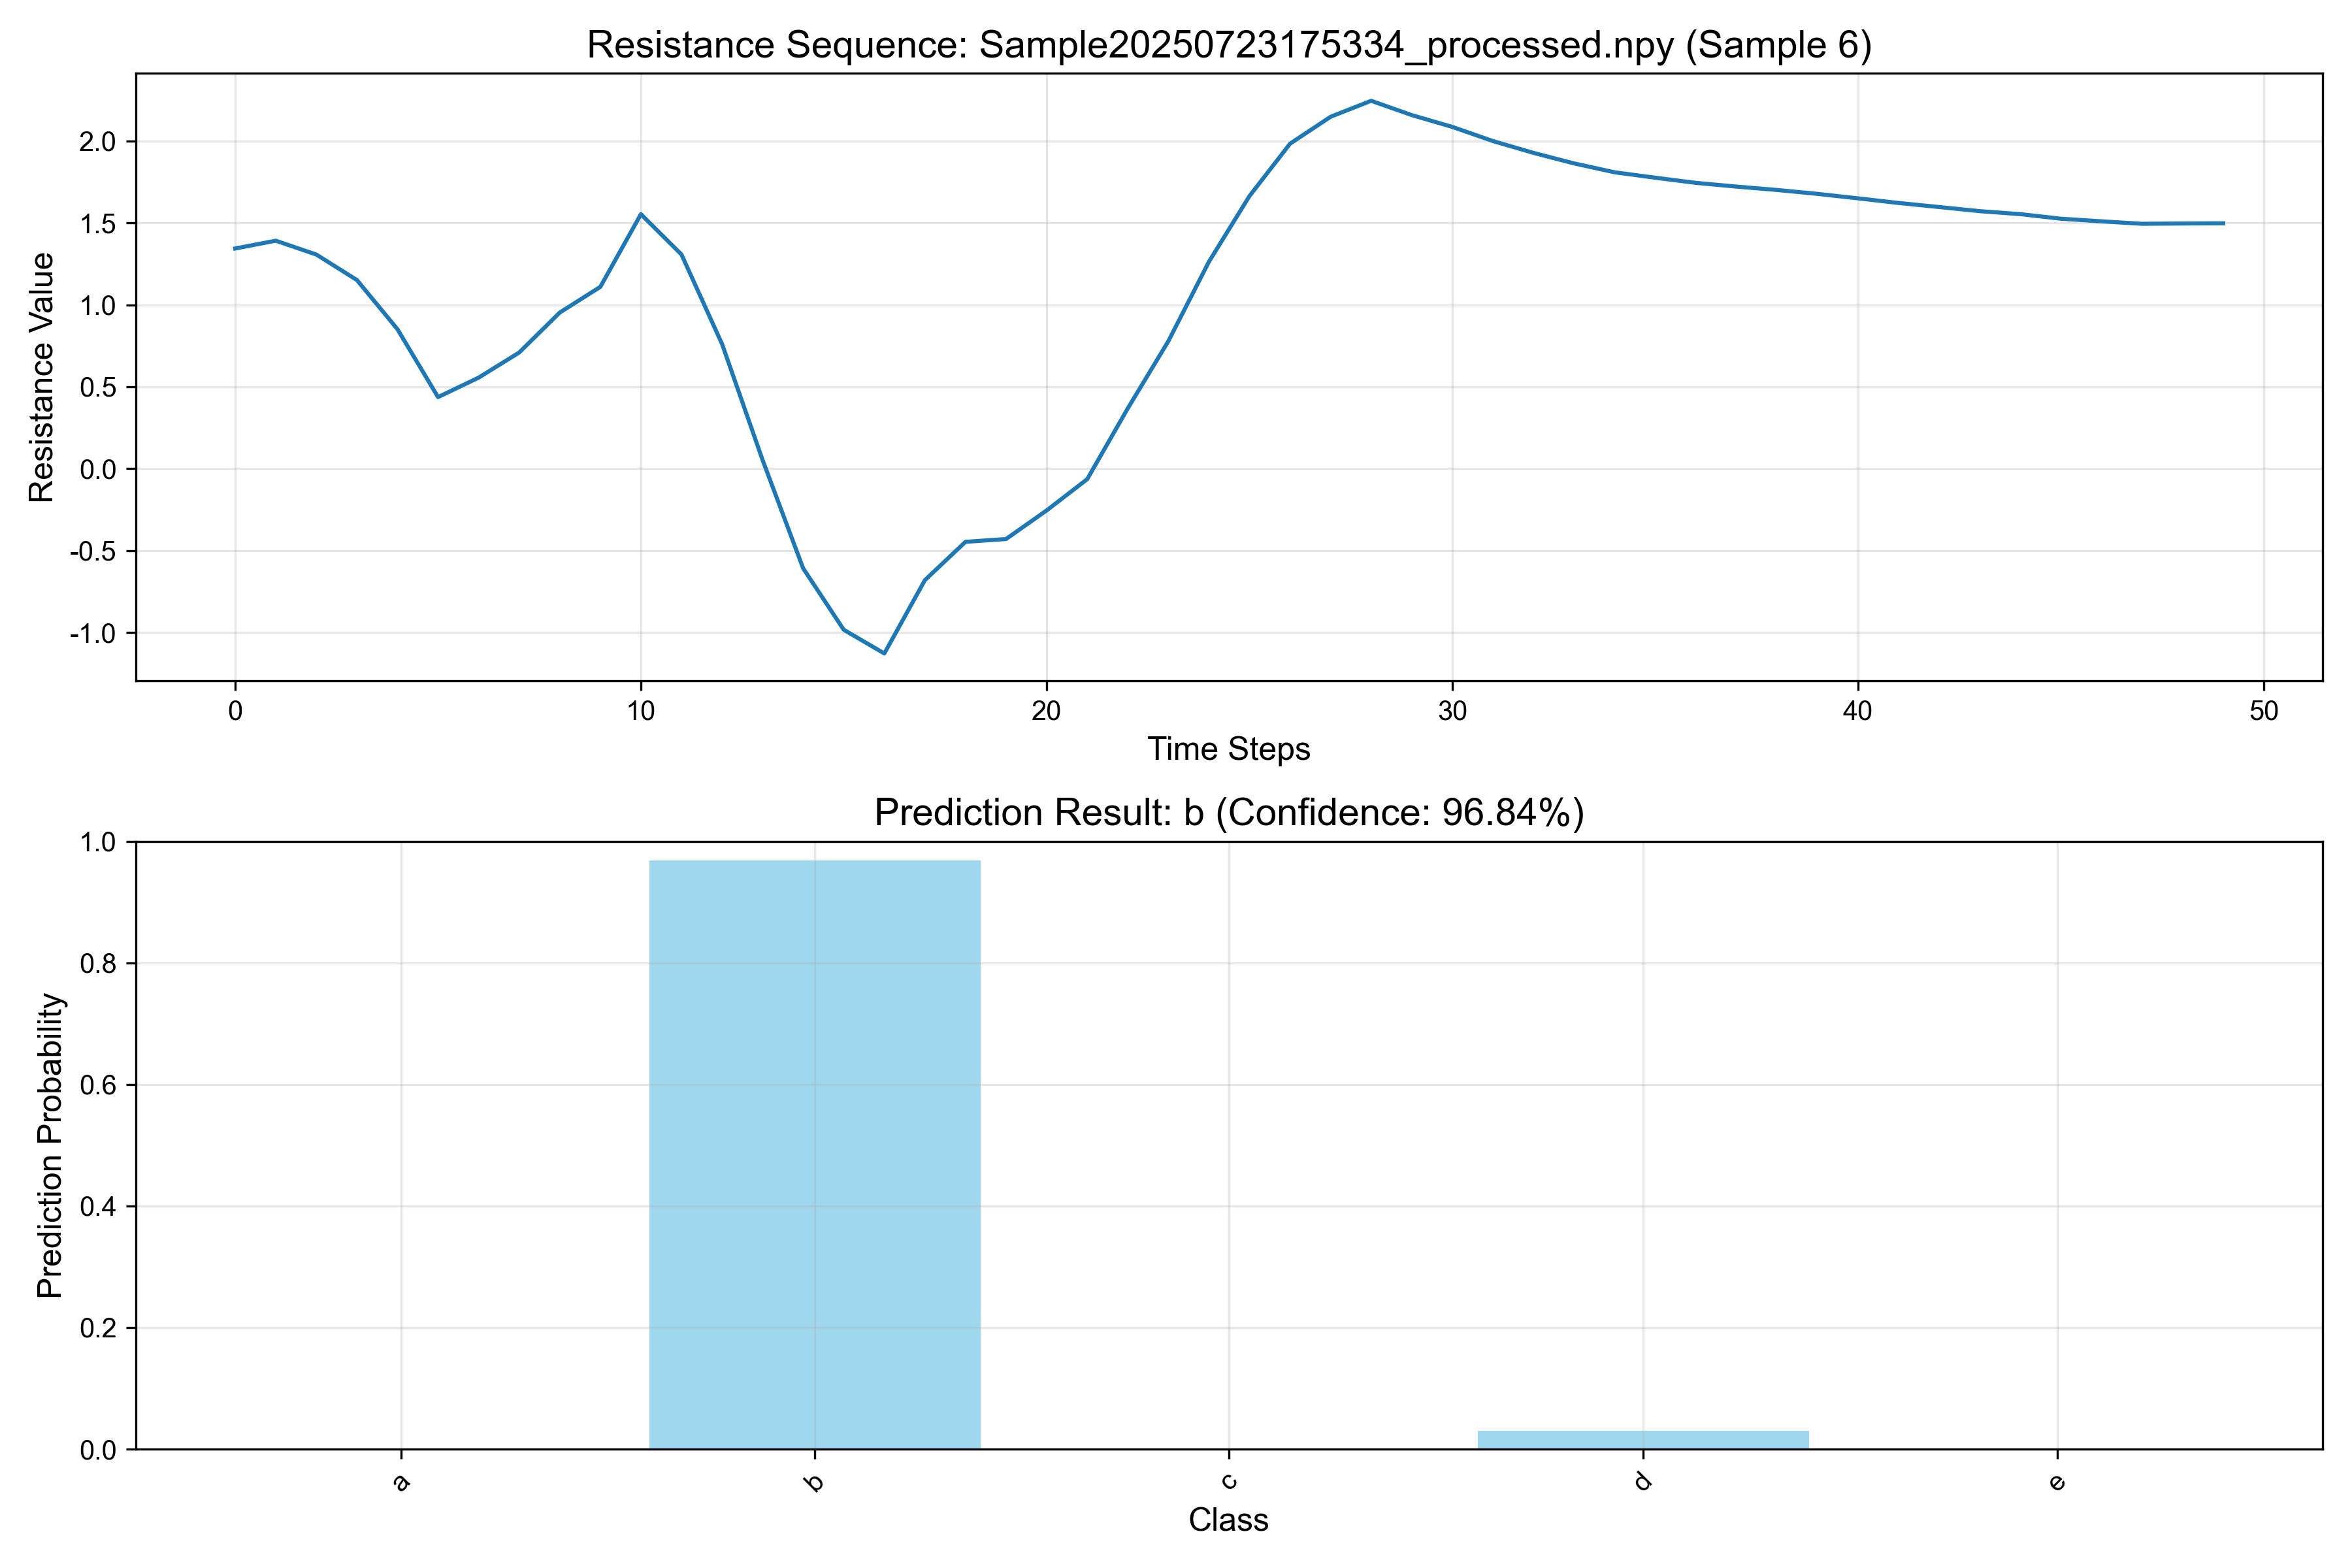 Resistance Sequence: Sample20250723175334_processed.npy (Sample 6)
Resistance Value
2.0
1.5
1.0
0.5
0.0
-0.5
-1.0
0 10 20 30 40 50
Time Steps
Prediction Result: b (Confidence: 96.84%)
Prediction Probability
1.0
0.8
0.6
0.4
0.2
0.0
a b c d e
Class